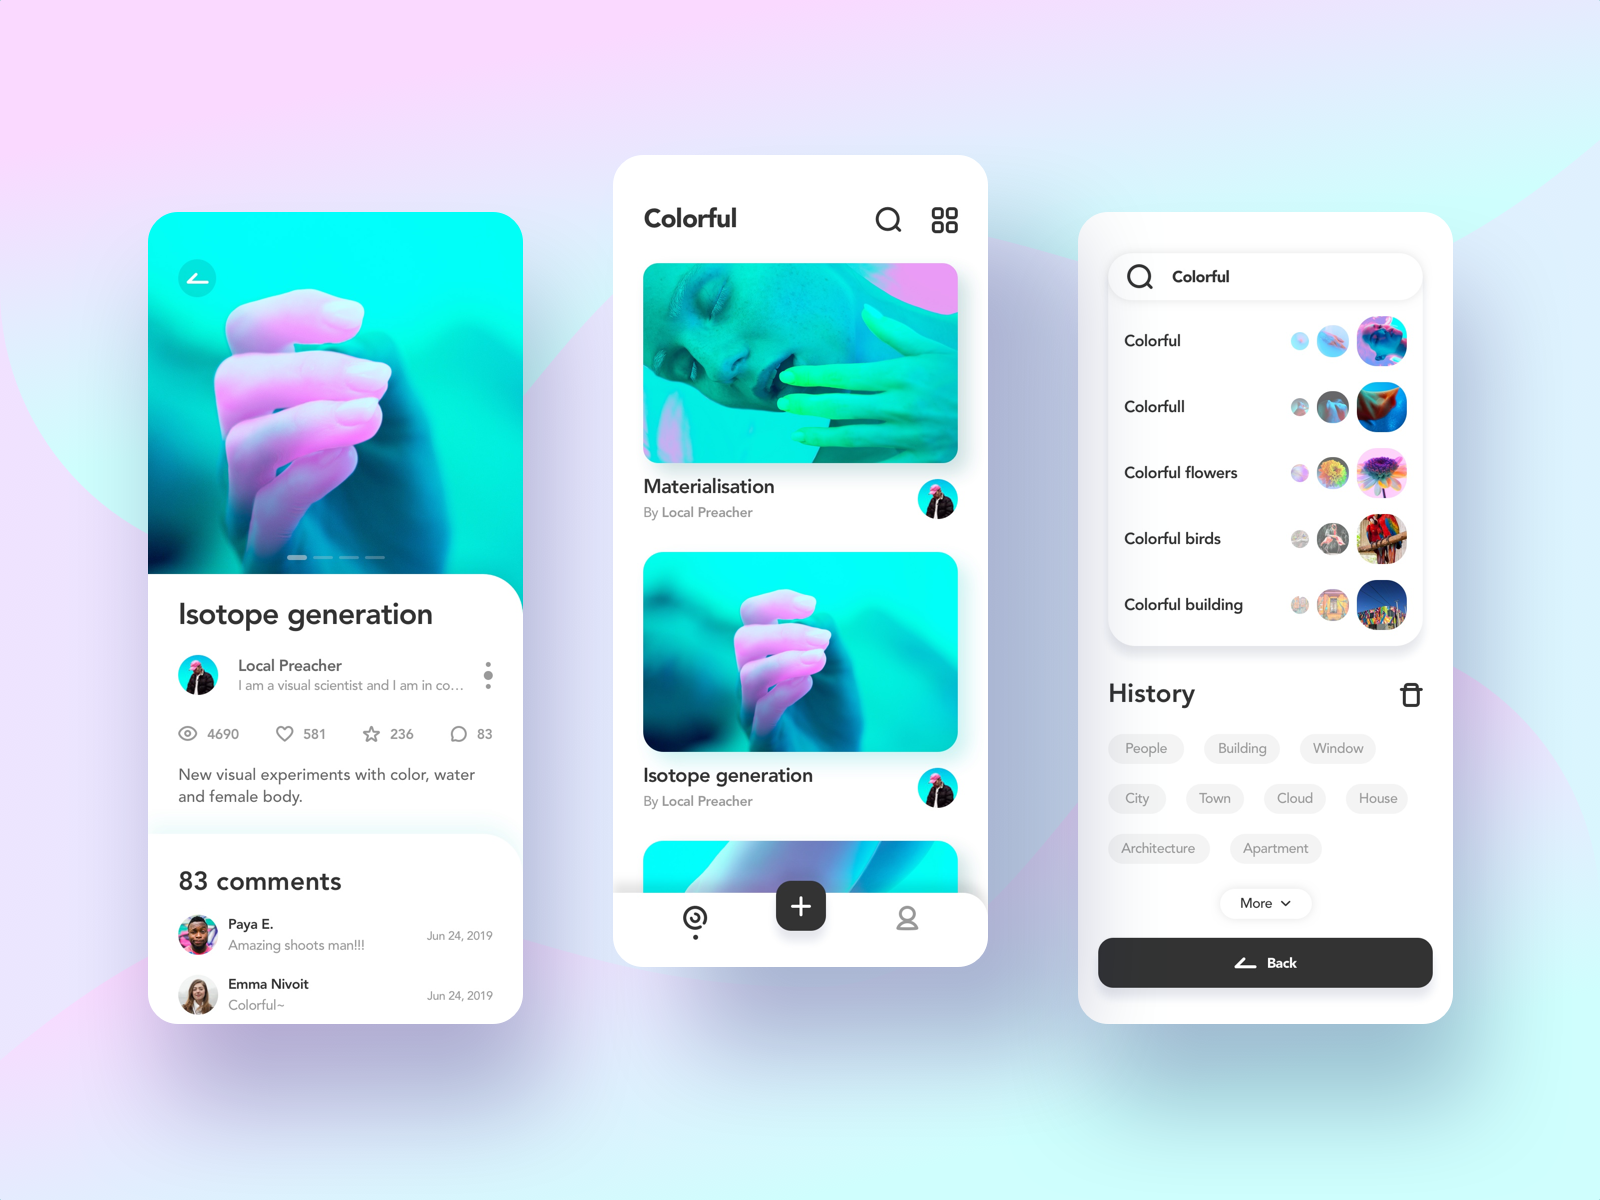 Isotope generation
Local Preacher
I am a visual scientist and I am in co...
4690 581 236 83
New visual experiments with color, water
and female body.
83 comments
Paya E.
Amazing shoots man!!!
Jun 24, 2019
Emma Nivoit
Colorful~
Jun 24, 2019
Colorful
Materialisation
By Local Preacher
Isotope generation
By Local Preacher
Colorful
Colorful
Colorfull
Colorful flowers
Colorful birds
Colorful building
History
People Building Window
City Town Cloud House
Architecture Apartment
More
Back